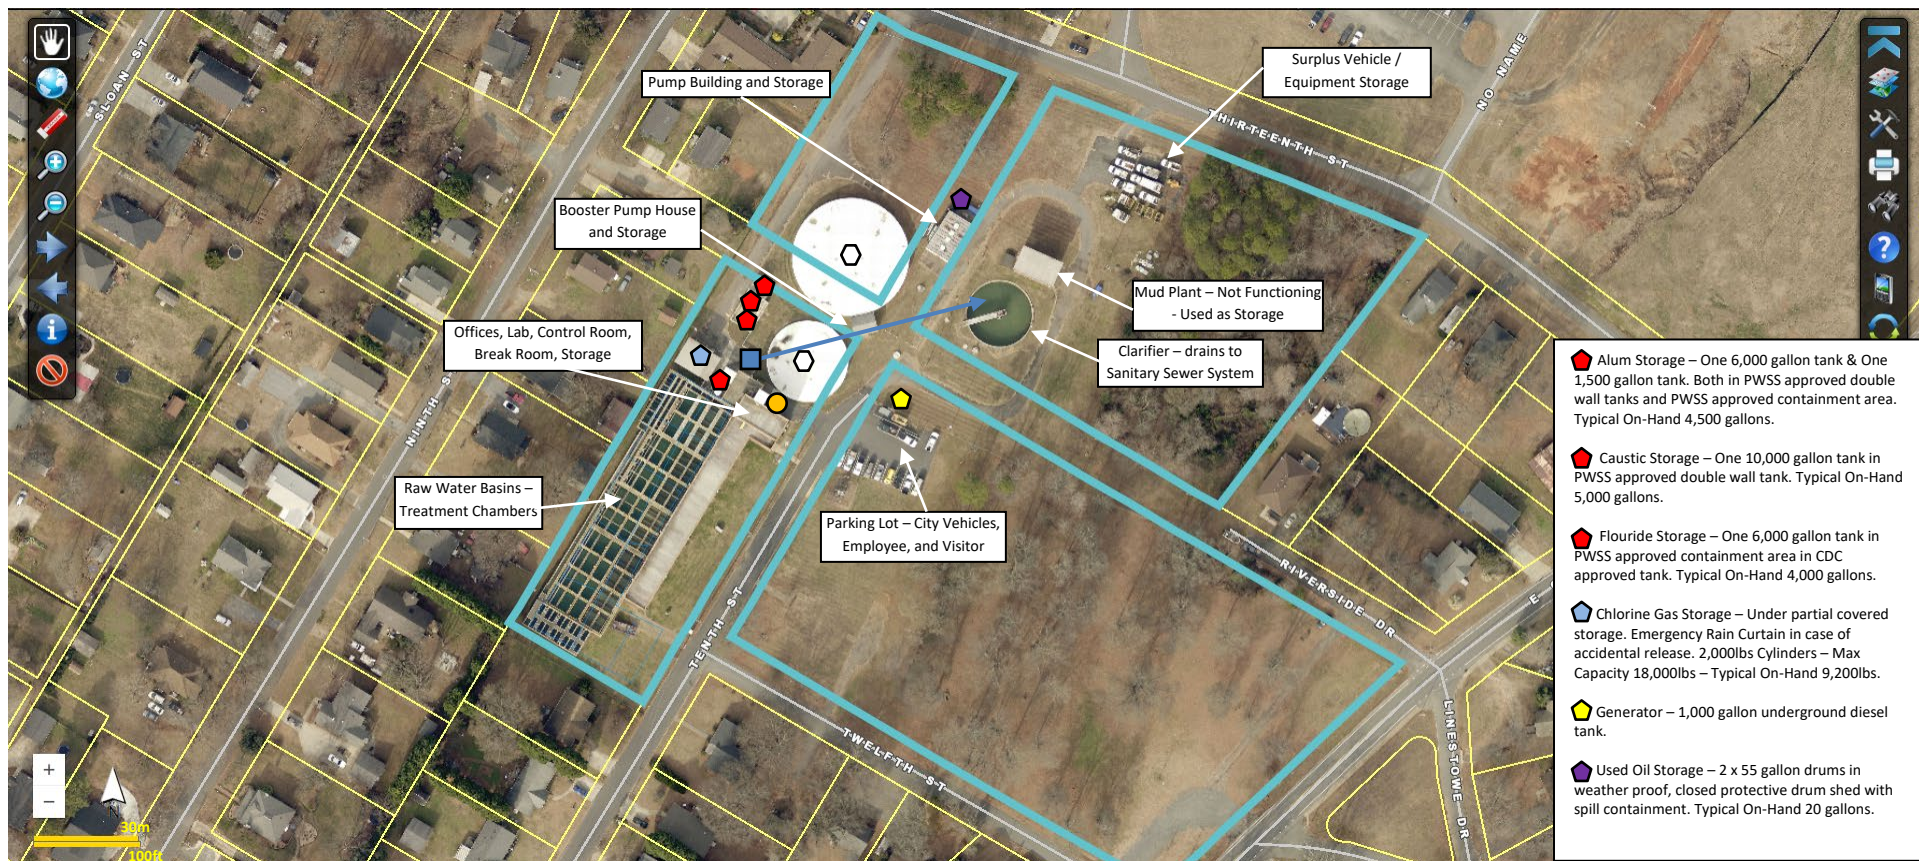 SLOAN ST
NINTH S
Pump Building and Storage
Surplus Vehicle /
Equipment Storage
NO NAME
THIRTEENTH ST
Booster Pump House
and Storage
Mud Plant – Not Functioning
- Used as Storage
Offices, Lab, Control Room,
Break Room, Storage
Clarifier – drains to
Sanitary Sewer System
Raw Water Basins –
Treatment Chambers
Parking Lot – City Vehicles,
Employee, and Visitor
TENTH ST
TWELFTH ST
RIVERSIDE DR
E
LINESTOWE DR
Alum Storage – One 6,000 gallon tank & One
1,500 gallon tank. Both in PWSS approved double
wall tanks and PWSS approved containment area.
Typical On-Hand 4,500 gallons.
Caustic Storage – One 10,000 gallon tank in
PWSS approved double wall tank. Typical On-Hand
5,000 gallons.
Flouride Storage – One 6,000 gallon tank in
PWSS approved containment area in CDC
approved tank. Typical On-Hand 4,000 gallons.
Chlorine Gas Storage – Under partial covered
storage. Emergency Rain Curtain in case of
accidental release. 2,000lbs Cylinders – Max
Capacity 18,000lbs – Typical On-Hand 9,200lbs.
Generator – 1,000 gallon underground diesel
tank.
Used Oil Storage – 2 x 55 gallon drums in
weather proof, closed protective drum shed with
spill containment. Typical On-Hand 20 gallons.
+
−
N
30m
100ft